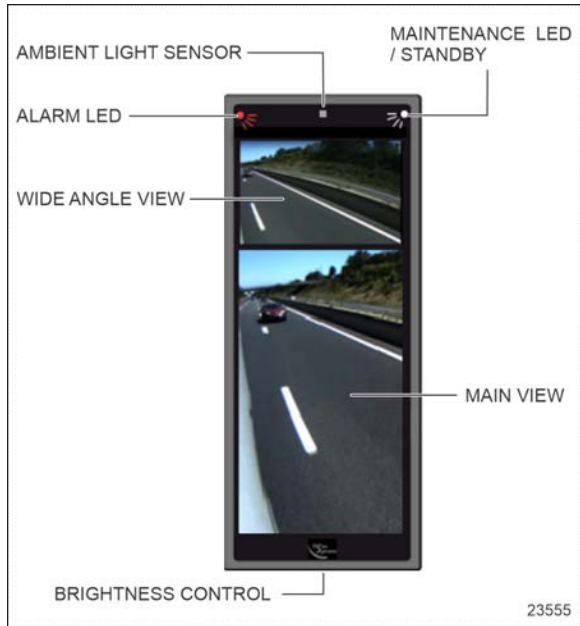 AMBIENT LIGHT SENSOR
MAINTENANCE LED
/ STANDBY
ALARM LED
WIDE ANGLE VIEW
MAIN VIEW
BRIGHTNESS CONTROL
23555